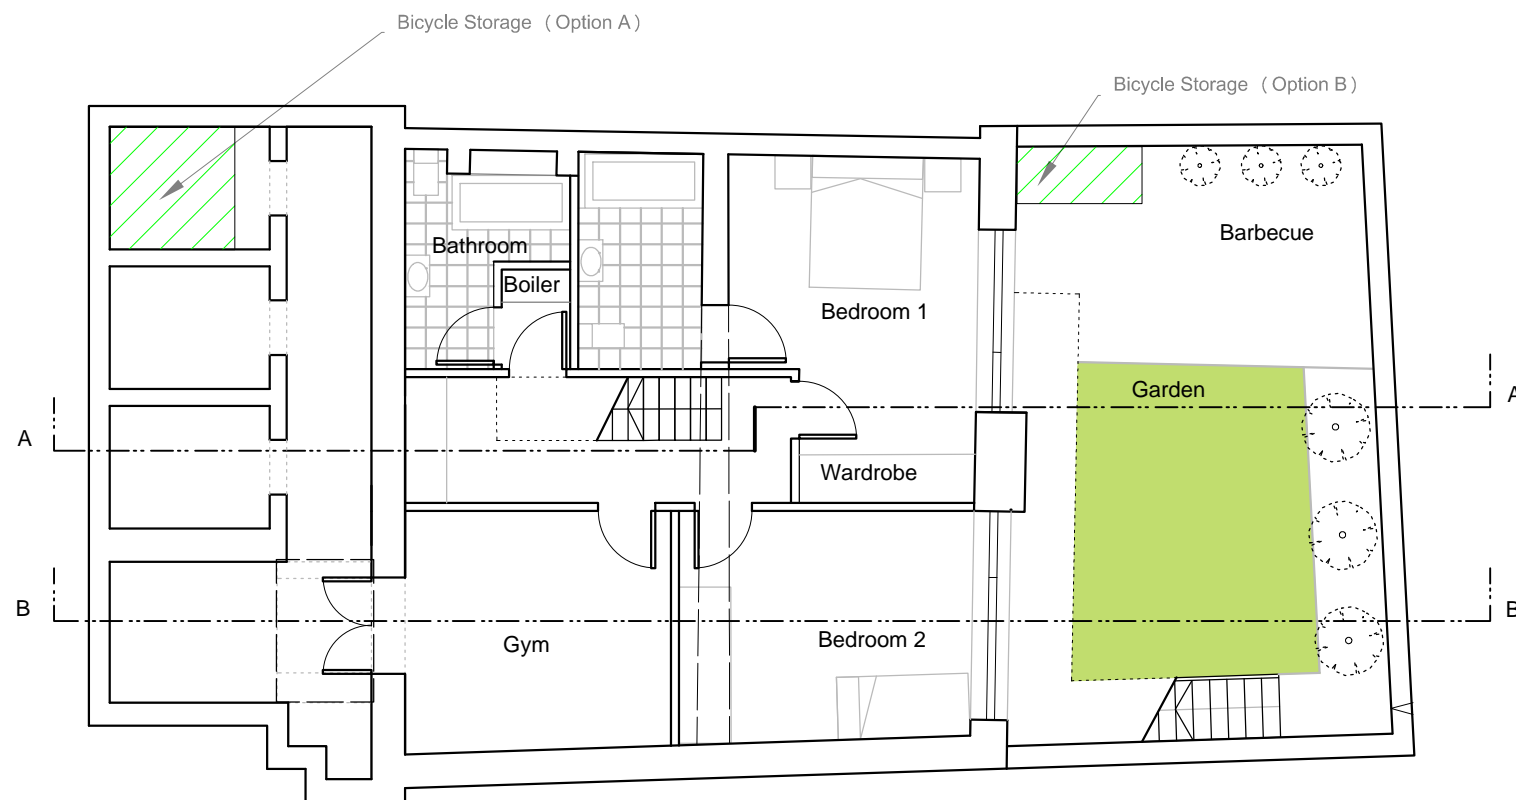 Bicycle Storage (Option A)
Bicycle Storage (Option B)
Barbecue
Bathroom
Boiler
Bedroom 1
Garden
A
A
Wardrobe
B
B
Gym
Bedroom 2